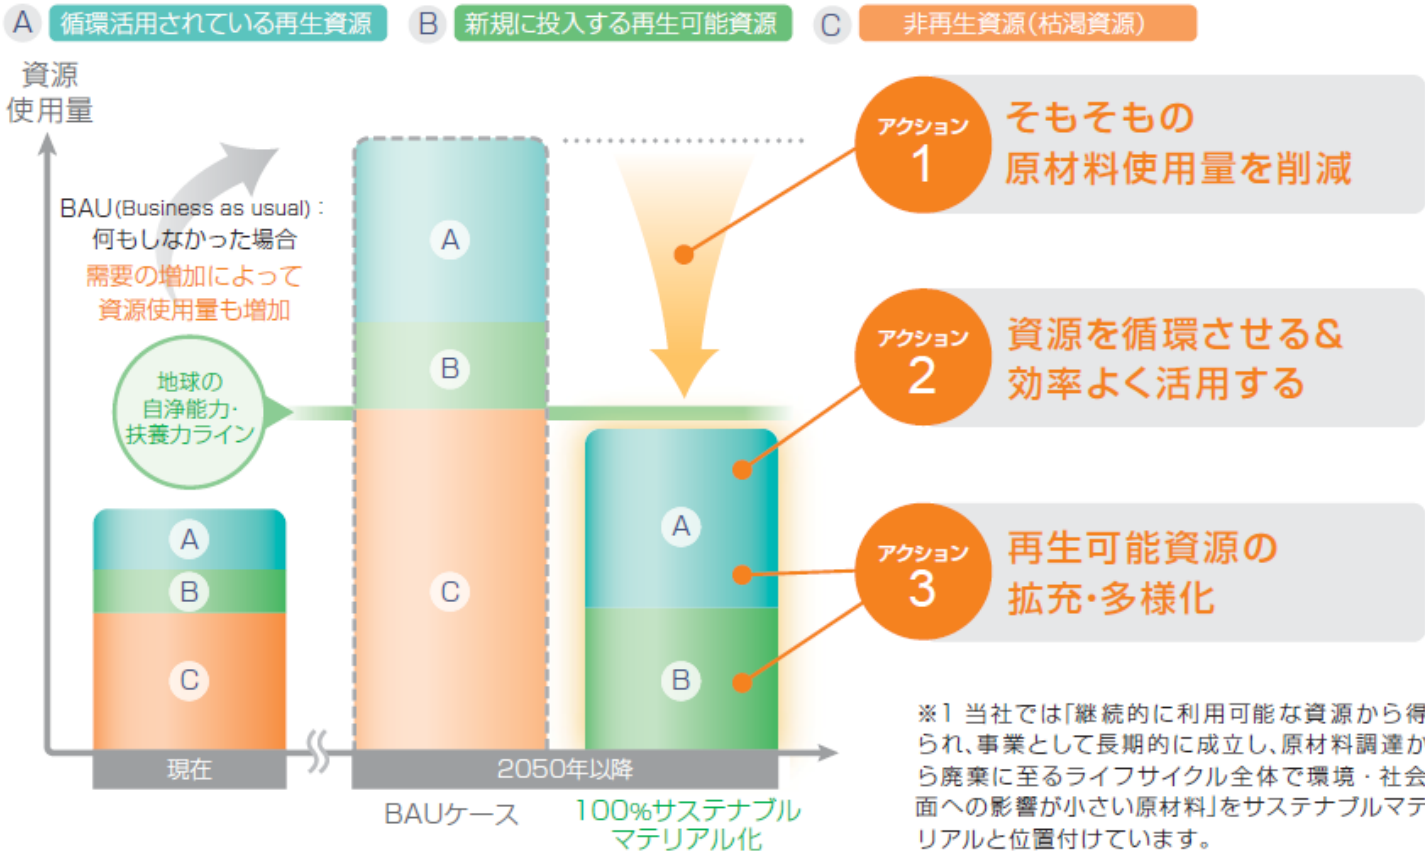 A 循環活用されている再生資源 B 新規に投入する再生可能資源 C 非再生資源(枯渇資源)
資源
使用量
BAU(Business as usual)：
何もしなかった場合
需要の増加によって
資源使用量も増加
地球の
自浄能力・
扶養力ライン
A
B
C
現在
A
B
C
A
B
2050年以降
BAUケース
100%サステナブル
マテリアル化
アクション
1
そもそもの
原材料使用量を削減
アクション
2
資源を循環させる&
効率よく活用する
アクション
3
再生可能資源の
拡充・多様化
※1 当社では「継続的に利用可能な資源から得
られ、事業として長期的に成立し、原材料調達か
ら廃棄に至るライフサイクル全体で環境・社会
面への影響が小さい原材料」をサステナブルマテ
リアルと位置付けています。